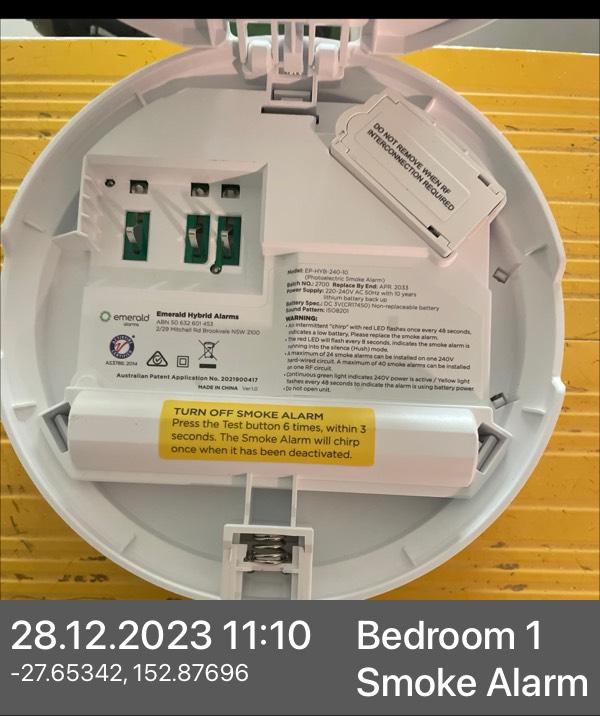 DO NOT REMOVE WHEN RF
INTERCONNECTION REQUIRED
Model: EP-HYB-240-10
(Photoelectric Smoke Alarm)
Batch NO.: 2700 Replace By End: APR. 2033
Power Supply: 220-240V AC 50Hz with 10 years
lithium battery back up
Battery Spec.: DC 3V(CR17450) Non-replaceable battery
Sound Pattern: ISO8201
WARNING:
• An intermittent "chirp" with red LED flashes once every 48 seconds,
indicates a low battery. Please replace the smoke alarm.
• The red LED will flash every 8 seconds, indicates the smoke alarm is
running into the silence (Hush) mode.
• A maximum of 24 smoke alarms can be installed on one 240V
hard-wired circuit. A maximum of 40 smoke alarms can be installed
on one RF circuit.
• Continuous green light indicates 240V power is active / Yellow light
flashes every 48 seconds to indicate the alarm is using battery power.
• Do not open unit.
emerald
alarms
Emerald Hybrid Alarms
ABN 50 632 601 453
2/29 Mitchell Rd Brookvale NSW 2100
AS3786: 2014
Australian Patent Application No. 2021900417
MADE IN CHINA Ver1.0
TURN OFF SMOKE ALARM
Press the Test button 6 times, within 3
seconds. The Smoke Alarm will chirp
once when it has been deactivated.
28.12.2023 11:10
-27.65342, 152.87696
Bedroom 1
Smoke Alarm